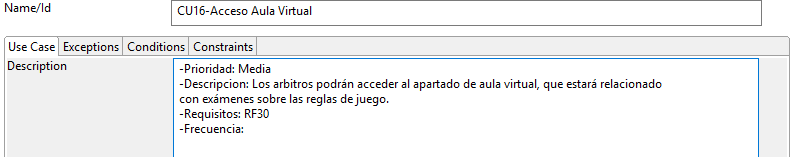 Name/Id
CU16-Acceso Aula Virtual
Use Case Exceptions Conditions Constraints
Description
-Prioridad: Media
-Descripcion: Los arbitros podrán acceder al apartado de aula virtual, que estará relacionado
con exámenes sobre las reglas de juego.
-Requisitos: RF30
-Frecuencia: